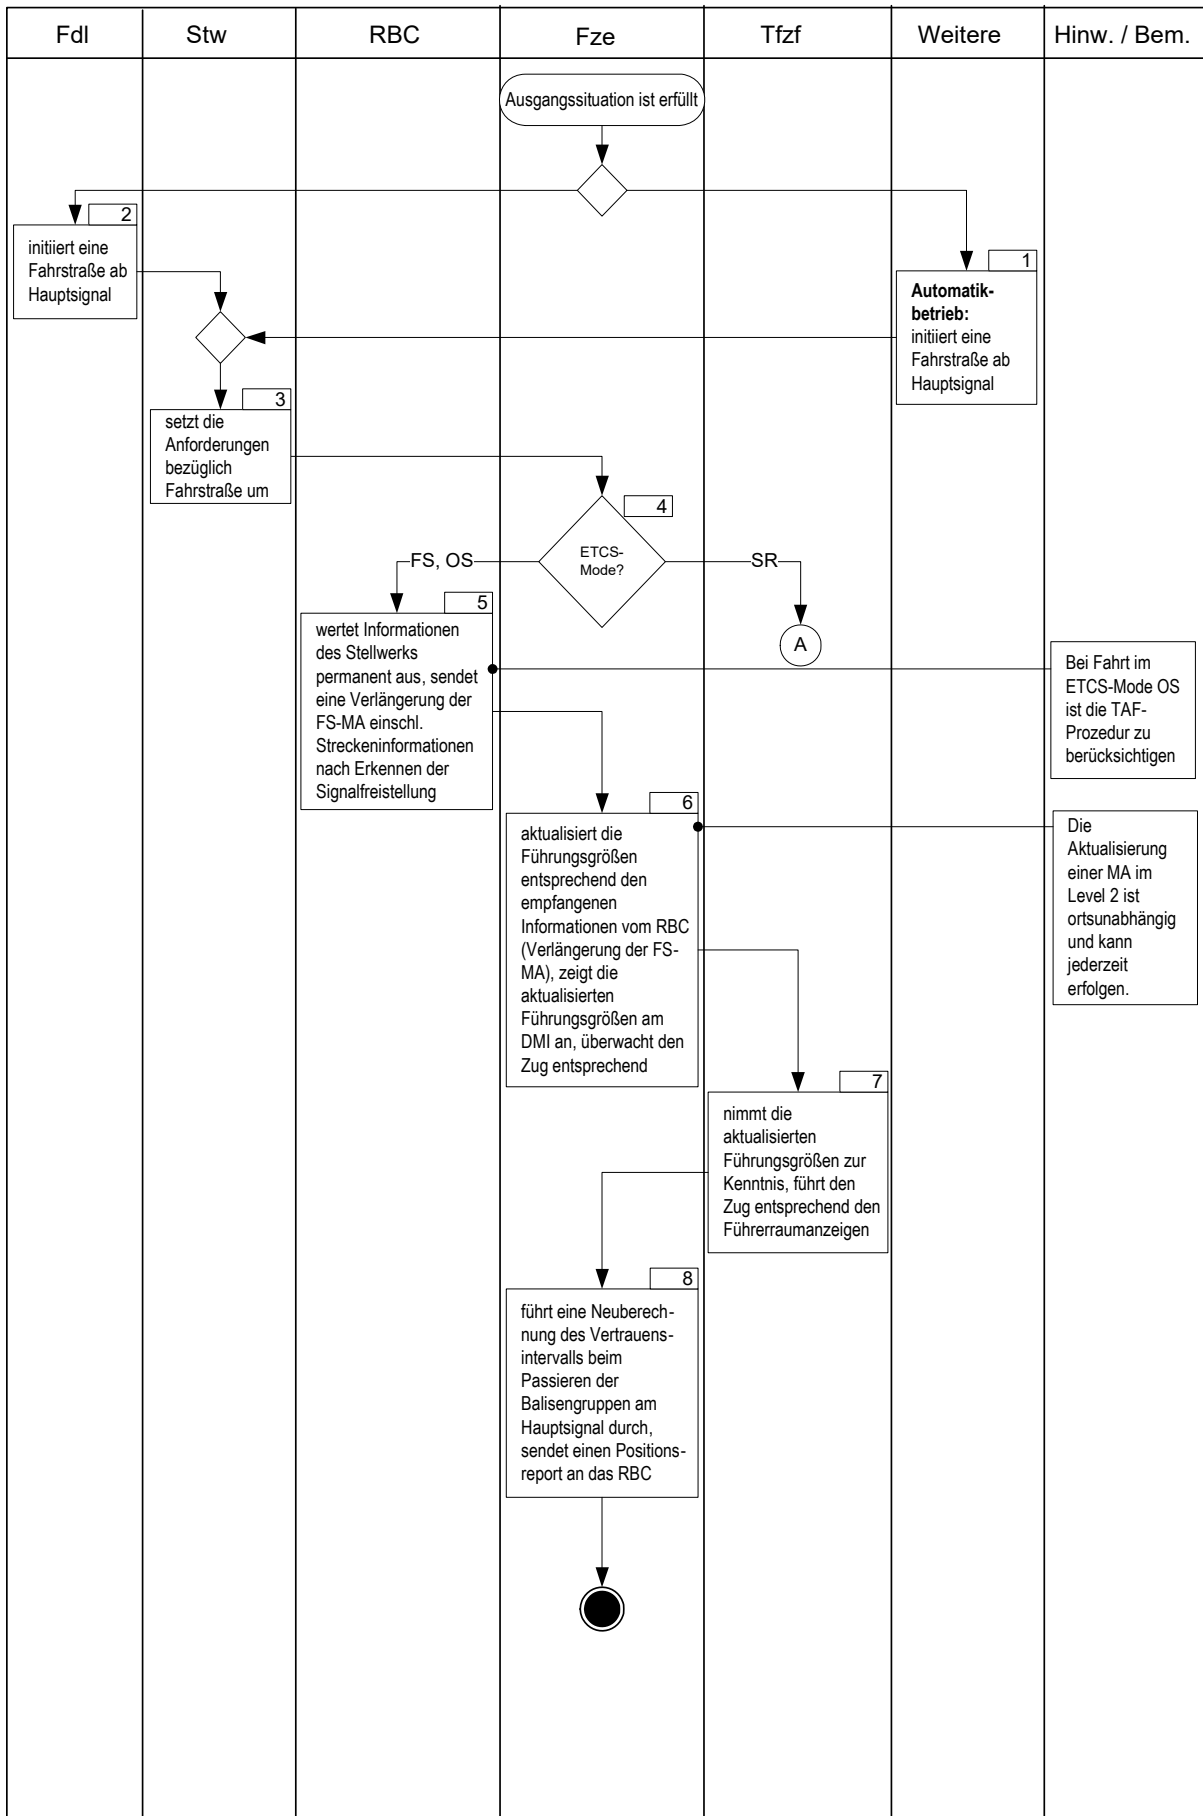 Fdl
Stw
RBC
Fze
Tfzf
Weitere
Hinw. / Bem.
Ausgangssituation ist erfüllt
2
initiiert eine
Fahrstraße ab
Hauptsignal
1
Automatik-
betrieb:
initiiert eine
Fahrstraße ab
Hauptsignal
3
setzt die
Anforderungen
bezüglich
Fahrstraße um
4
ETCS-
Mode?
FS, OS
SR
A
5
wertet Informationen
des Stellwerks
permanent aus, sendet
eine Verlängerung der
FS-MA einschl.
Streckeninformationen
nach Erkennen der
Signalfreistellung
Bei Fahrt im
ETCS-Mode OS
ist die TAF-
Prozedur zu
berücksichtigen
6
aktualisiert die
Führungsgrößen
entsprechend den
empfangenen
Informationen vom RBC
(Verlängerung der FS-
MA), zeigt die
aktualisierten
Führungsgrößen am
DMI an, überwacht den
Zug entsprechend
Die
Aktualisierung
einer MA im
Level 2 ist
ortsunabhängig
und kann
jederzeit
erfolgen.
7
nimmt die
aktualisierten
Führungsgrößen zur
Kenntnis, führt den
Zug entsprechend den
Führerraumanzeigen
8
führt eine Neuberech-
nung des Vertrauens-
intervalls beim
Passieren der
Balisengruppen am
Hauptsignal durch,
sendet einen Positions-
report an das RBC